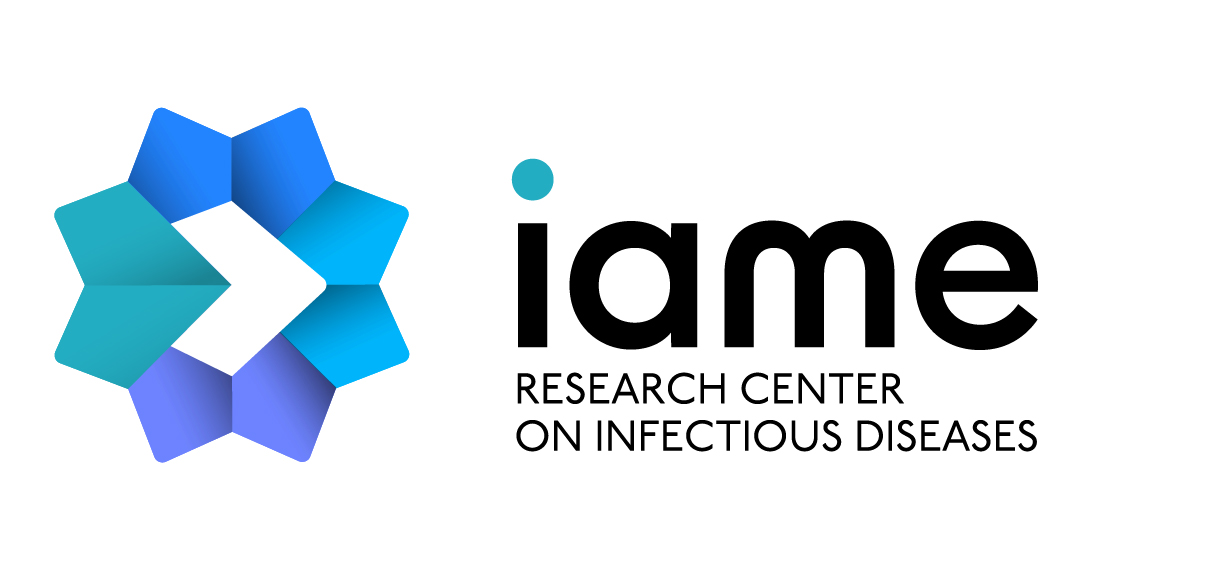 iame
RESEARCH CENTER
ON INFECTIOUS DISEASES